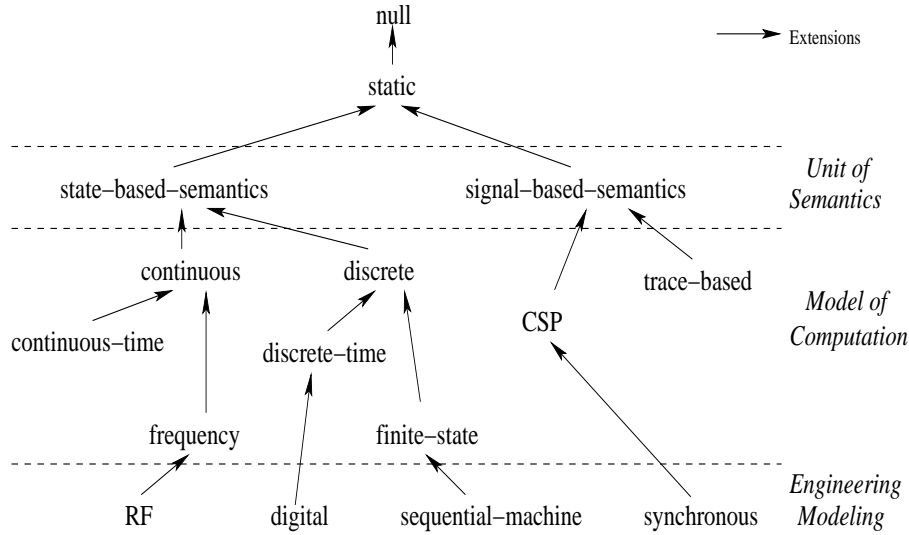 null
Extensions
static
Unit of
Semantics
state−based−semantics
signal−based−semantics
continuous
discrete
trace−based
Model of
Computation
CSP
continuous−time
discrete−time
frequency
finite−state
Engineering
Modeling
RF
digital
sequential−machine
synchronous